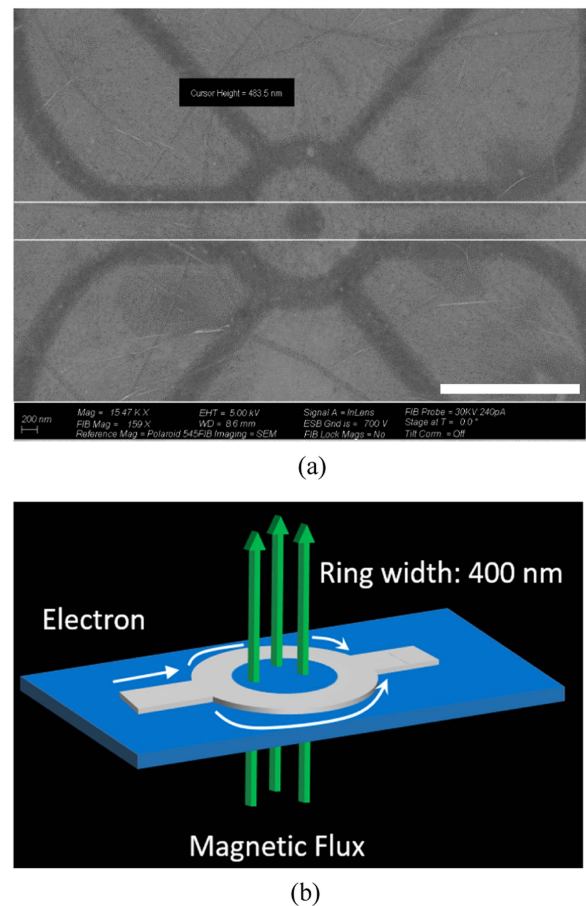 Cursor Height = 483.5 nm
200 nm
Mag = 15.47 K X EHT = 5.00 kV Signal A = InLens FIB Probe = 30KV 240pA
FIB Mag = 159 X WD = 8.6 mm ESB Grid is = 700 V Stage at T = 0.0 °
Reference Mag = Polaroid 545 FIB Imaging = SEM FIB Lock Mags = No Tilt Corrn. = Off
(a)
Ring width: 400 nm
Electron
Magnetic Flux
(b)